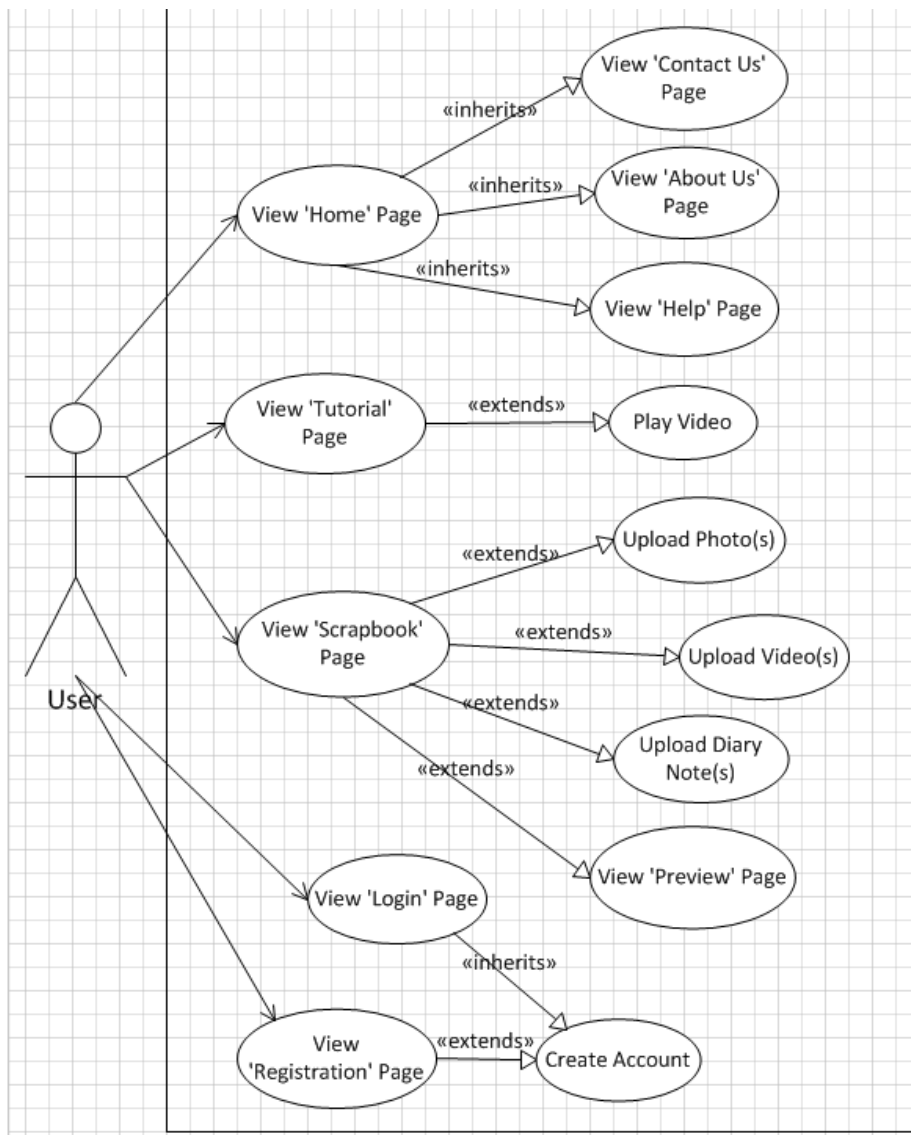 View 'Contact Us'
Page
«inherits»
View 'About Us'
Page
«inherits»
View 'Home' Page
«inherits»
View 'Help' Page
View 'Tutorial'
Page
«extends»
Play Video
Upload Photo(s)
«extends»
View 'Scrapbook'
Page
«extends»
Upload Video(s)
User
«extends»
Upload Diary
Note(s)
«extends»
View 'Preview' Page
View 'Login' Page
«inherits»
View
'Registration' Page
«extends»
Create Account